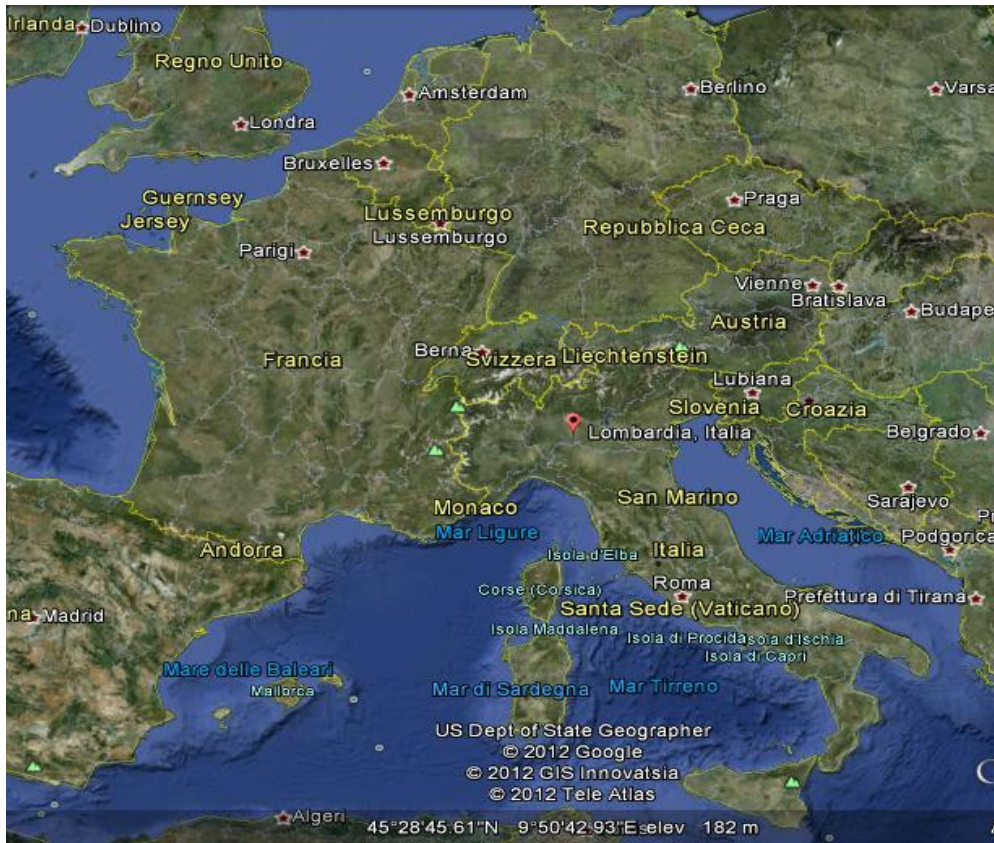 Irlanda
Dublino
Regno Unito
Amsterdam
Berlino
Londra
Bruxelles
Guernsey
Jersey
Lussemburgo
Lussemburgo
Praga
Repubblica Ceca
Parigi
Vienne
Bratislava
Austria
Francia
Berna
Svizzera
Liechtenstein
Lubiana
Slovenia
Croazia
Lombardia, Italia
Belgrado
San Marino
Sarajevo
Monaco
Mar Ligure
Mar Adriatico
Podgorica
Andorra
Isola d'Elba
Italia
Corse (Corsica)
Roma
Prefettura di Tirana
Madrid
Santa Sede (Vaticano)
Isola Maddalena
Isola di Procida
Isola d'Ischia
Isola di Capri
Mare delle Baleari
Mallorca
Mar di Sardegna
Mar Tirreno
US Dept of State Geographer
© 2012 Google
© 2012 GIS Innovatsia
© 2012 Tele Atlas
Algeri
45°28'45.61"N 9°50'42.93"E elev 182 m